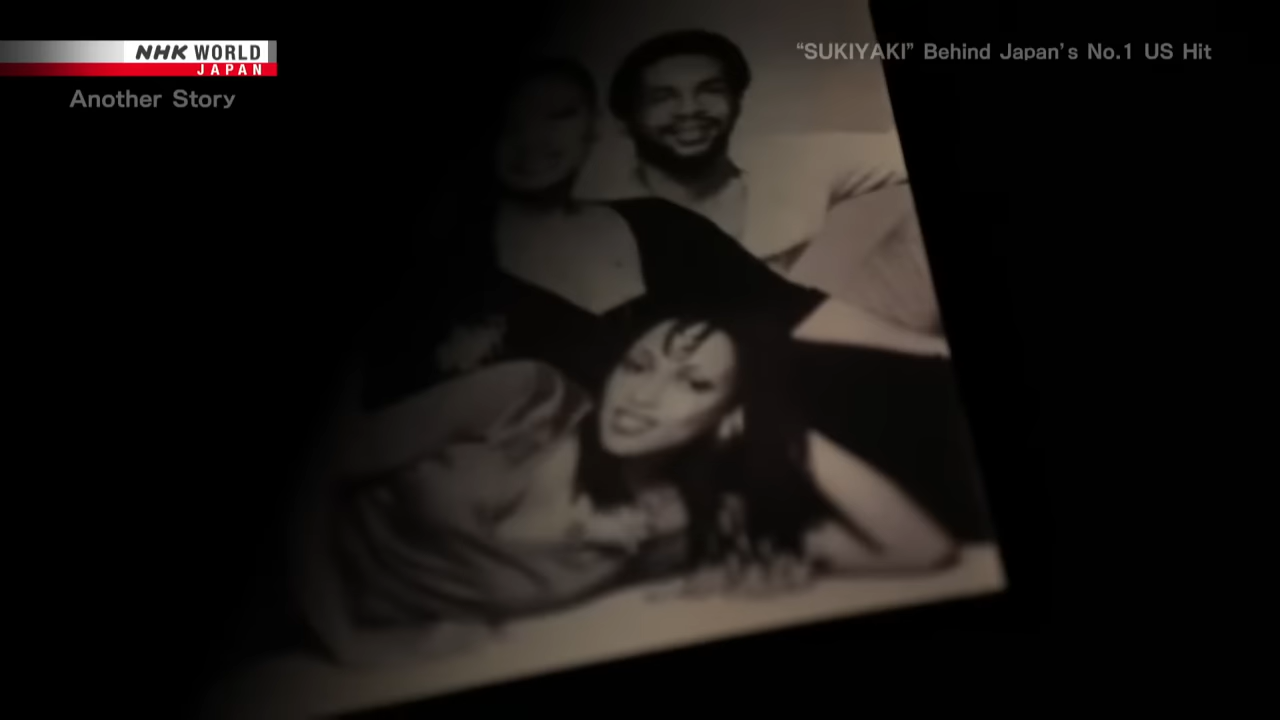 NHK WORLD
JAPAN
Another Story
“SUKIYAKI” Behind Japan’s No.1 US Hit